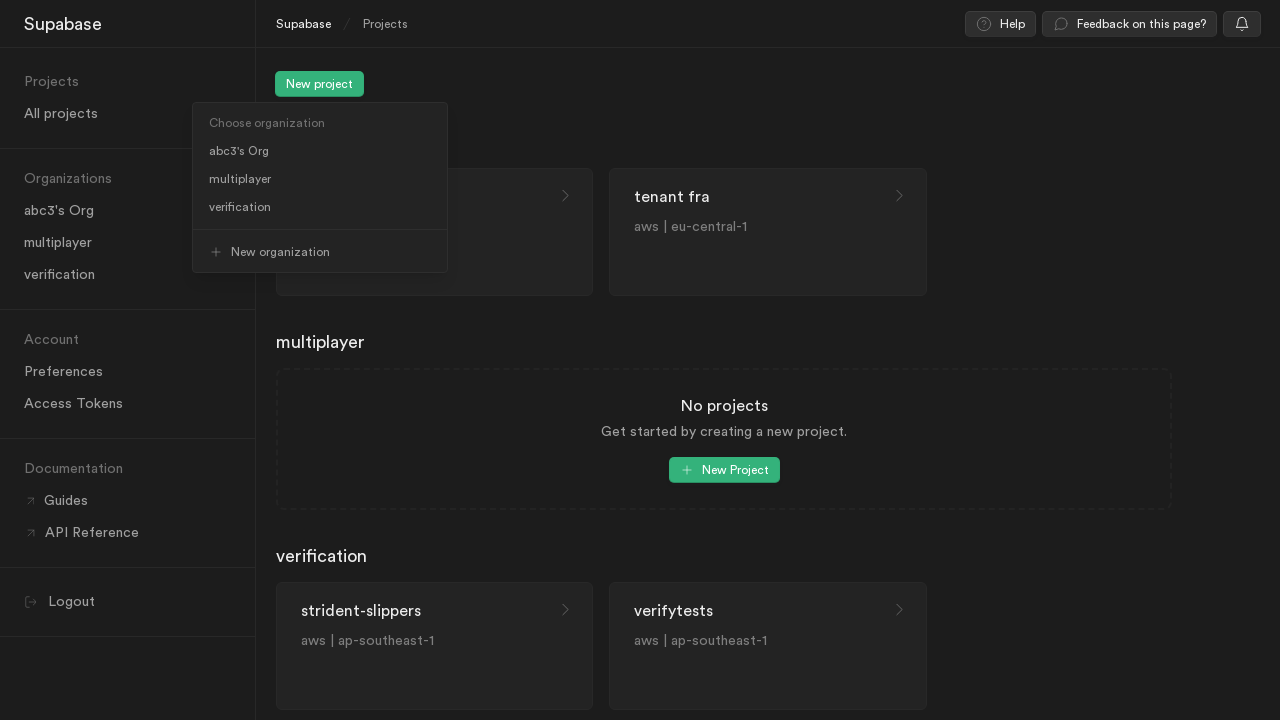 Supabase
Projects
All projects
Organizations
abc3's Org
multiplayer
verification
Account
Preferences
Access Tokens
Documentation
Guides
API Reference
Logout
Supabase / Projects
Help
Feedback on this page?
New project
Choose organization
abc3's Org
multiplayer
verification
New organization
tenant fra
aws | eu-central-1
multiplayer
No projects
Get started by creating a new project.
New Project
verification
strident-slippers
aws | ap-southeast-1
verifytests
aws | ap-southeast-1